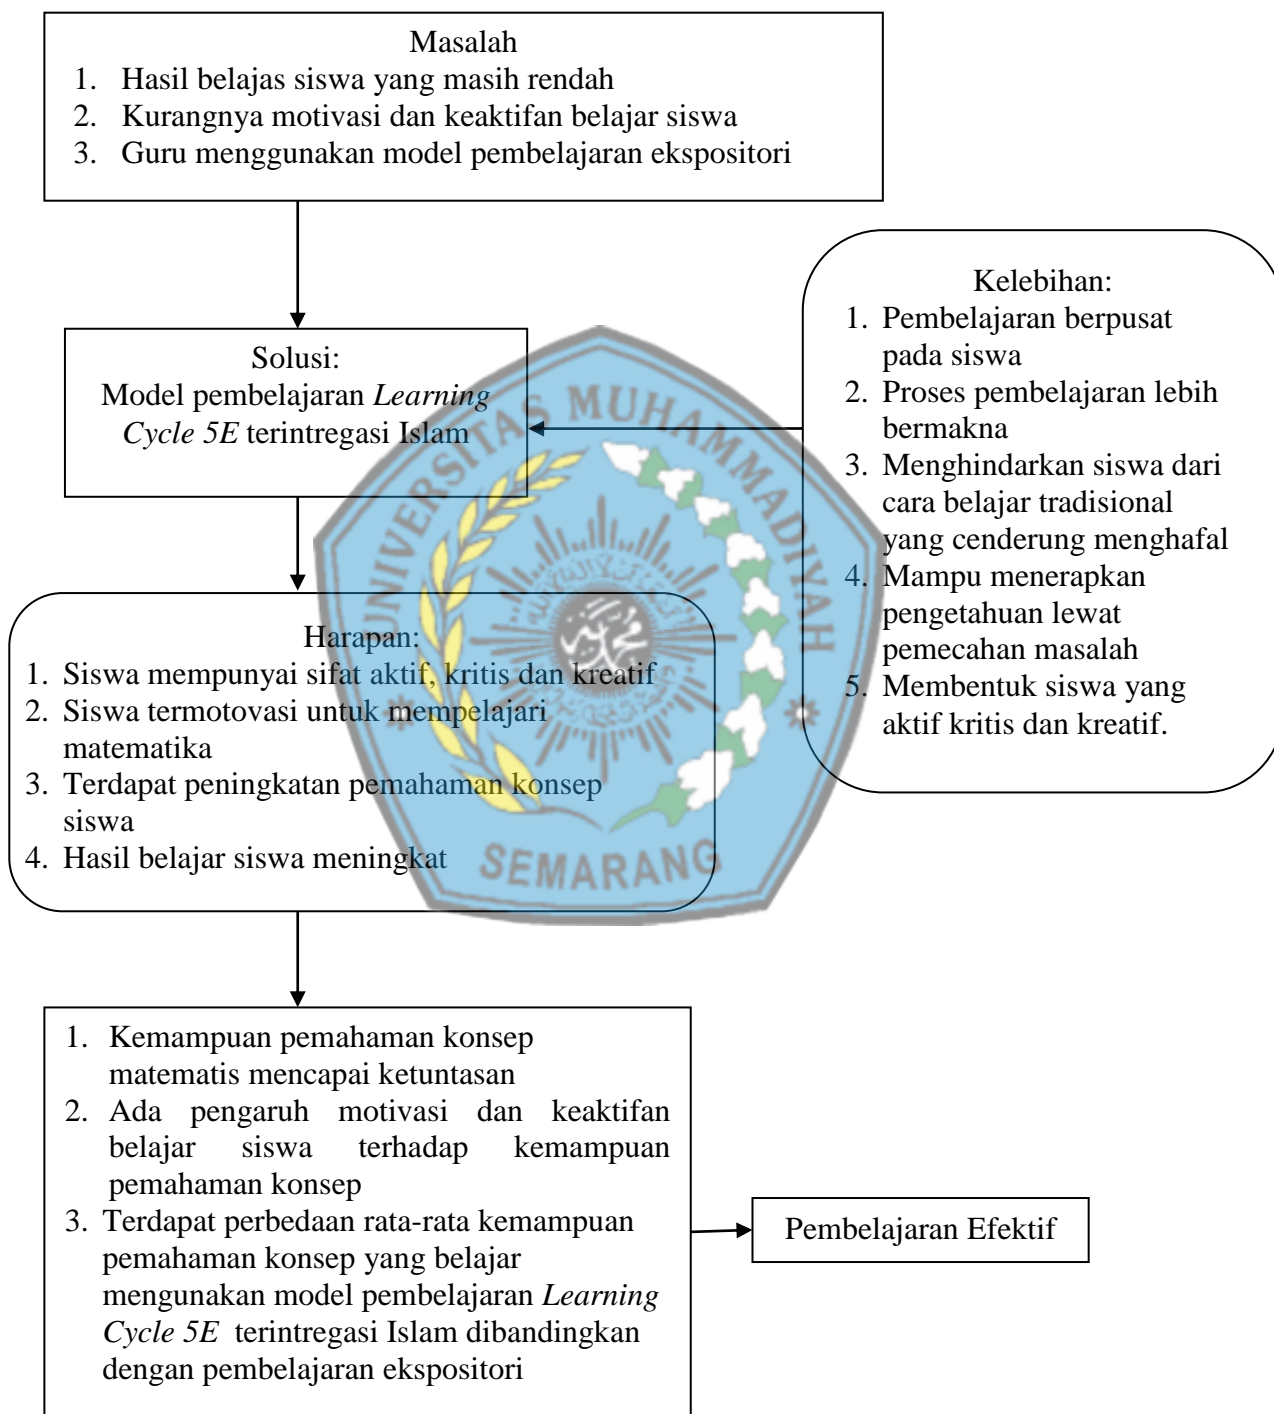 Masalah
1. Hasil belajas siswa yang masih rendah
2. Kurangnya motivasi dan keaktifan belajar siswa
3. Guru menggunakan model pembelajaran ekspositori
Solusi:
Model pembelajaran Learning
Cycle 5E terintregasi Islam
Kelebihan:
1. Pembelajaran berpusat
pada siswa
2. Proses pembelajaran lebih
bermakna
3. Menghindarkan siswa dari
cara belajar tradisional
yang cenderung menghafal
4. Mampu menerapkan
pengetahuan lewat
pemecahan masalah
5. Membentuk siswa yang
aktif kritis dan kreatif.
UNIVERSITAS MUHAMMADIYAH
SEMARANG
Harapan:
1. Siswa mempunyai sifat aktif, kritis dan kreatif
2. Siswa termotovasi untuk mempelajari
matematika
3. Terdapat peningkatan pemahaman konsep
siswa
4. Hasil belajar siswa meningkat
1. Kemampuan pemahaman konsep
matematis mencapai ketuntasan
2. Ada pengaruh motivasi dan keaktifan
belajar siswa terhadap kemampuan
pemahaman konsep
3. Terdapat perbedaan rata-rata kemampuan
pemahaman konsep yang belajar
mengunakan model pembelajaran Learning
Cycle 5E terintregasi Islam dibandingkan
dengan pembelajaran ekspositori
Pembelajaran Efektif